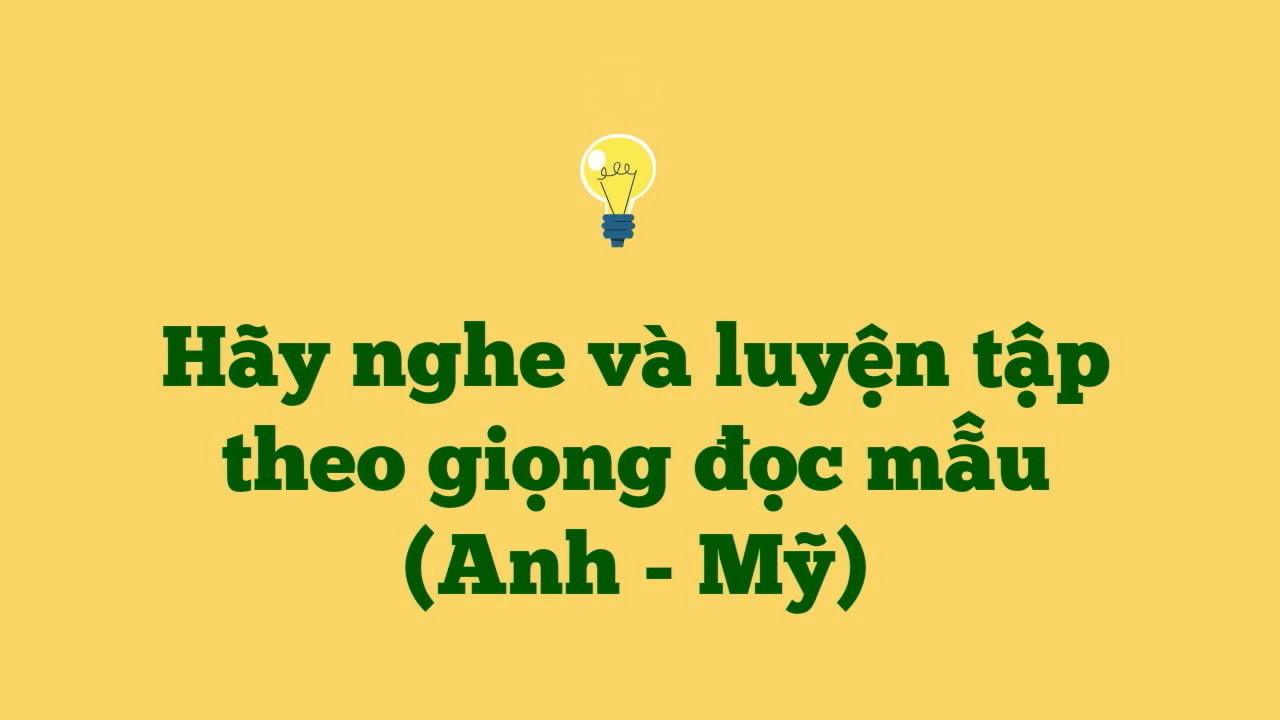 Hãy nghe và luyện tập
theo giọng đọc mẫu
(Anh - Mỹ)